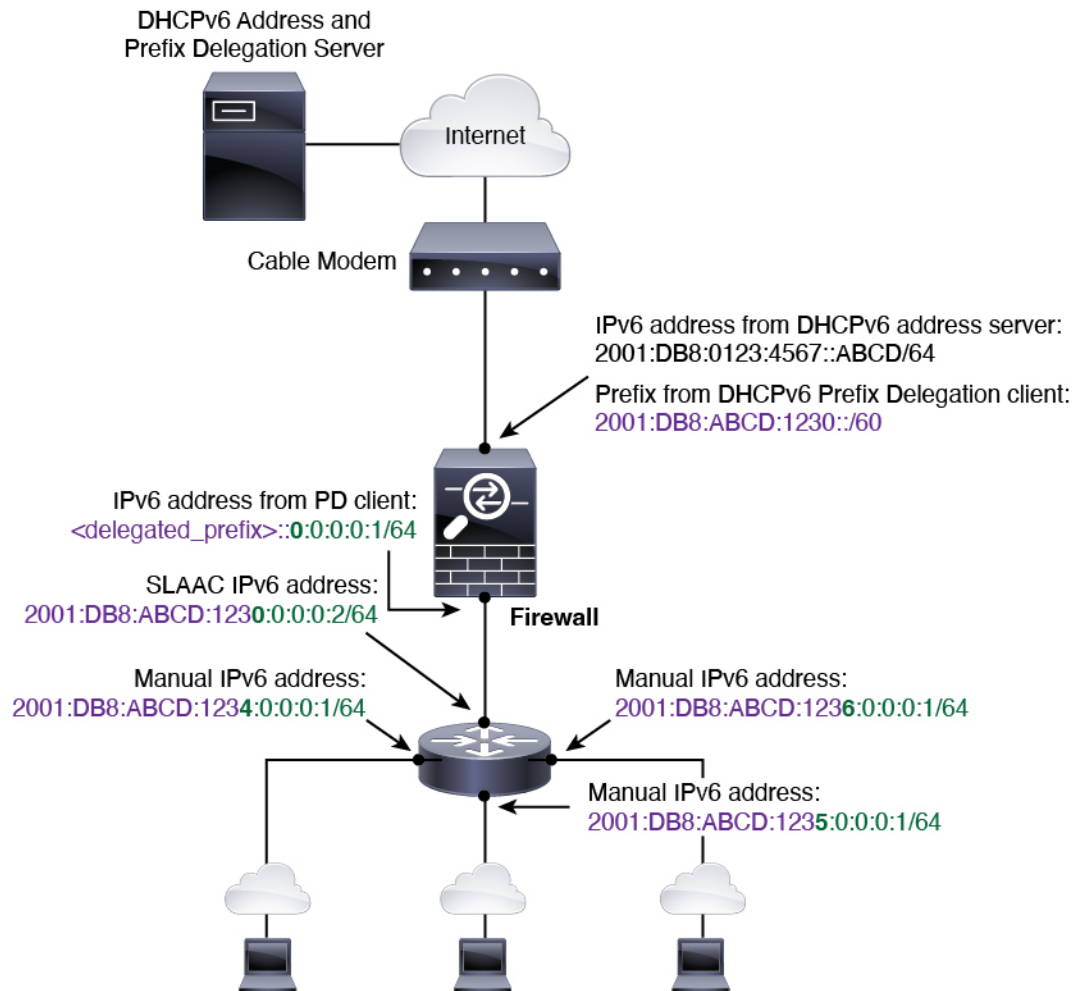 DHCPv6 Address and
Prefix Delegation Server
Internet
Cable Modem
IPv6 address from DHCPv6 address server:
2001:DB8:0123:4567::ABCD/64
Prefix from DHCPv6 Prefix Delegation client:
2001:DB8:ABCD:1230::/60
IPv6 address from PD client:
<delegated_prefix>::0:0:0:0:1/64
SLAAC IPv6 address:
2001:DB8:ABCD:1230:0:0:0:2/64
Firewall
Manual IPv6 address:
2001:DB8:ABCD:1234:0:0:0:1/64
Manual IPv6 address:
2001:DB8:ABCD:1236:0:0:0:1/64
Manual IPv6 address:
2001:DB8:ABCD:1235:0:0:0:1/64